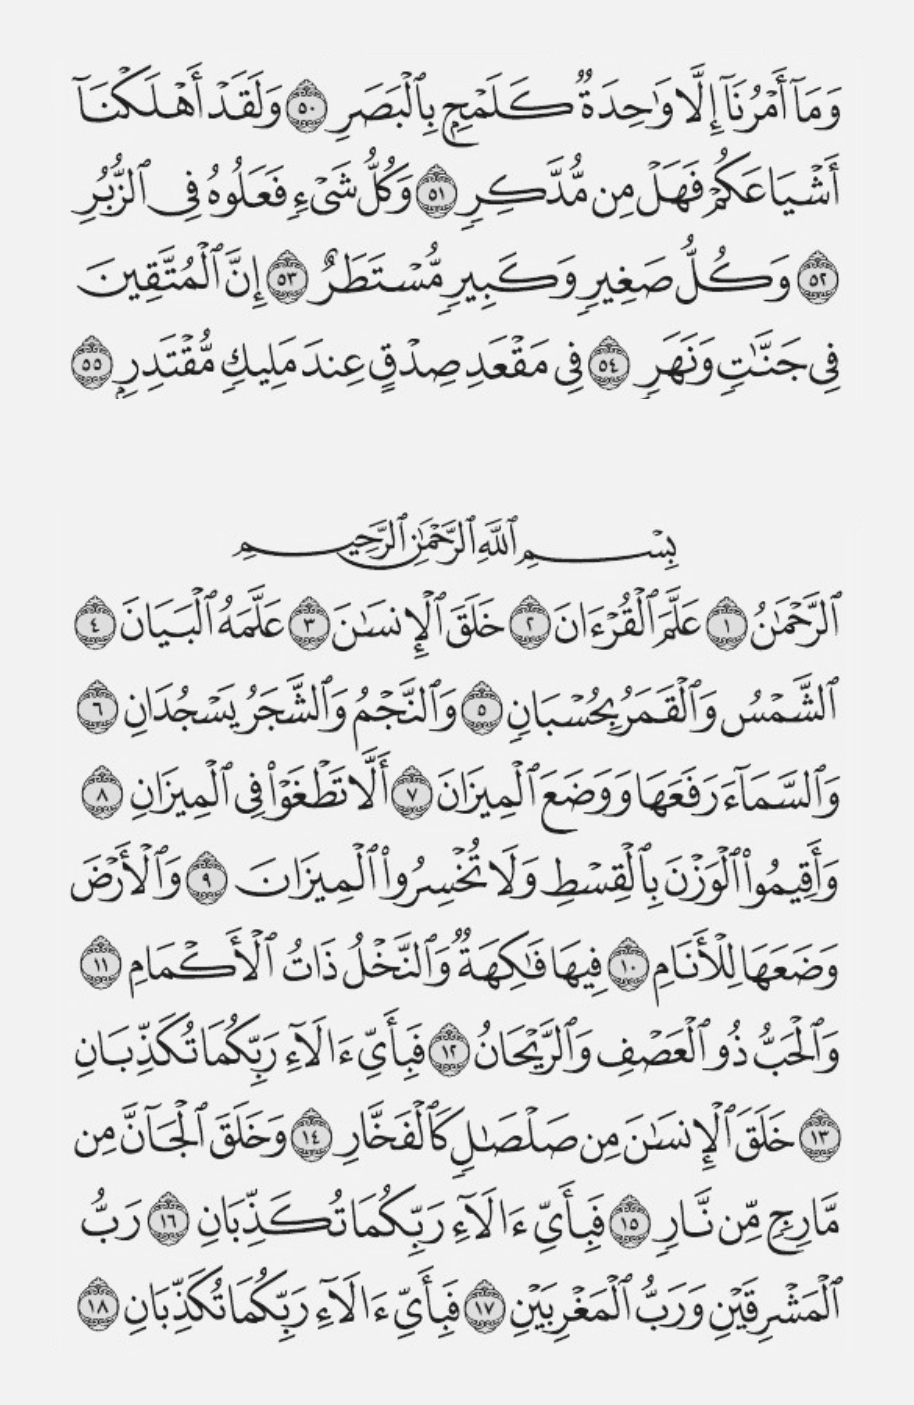 وَمَآ أَمْرُنَآ إِلَّا وَٰحِدَةٌ كَلَمْحٍۭ بِٱلْبَصَرِ ٥٠ وَلَقَدْ أَهْلَكْنَآ
أَشْيَاعَكُمْ فَهَلْ مِن مُّدَّكِرٍ ٥١ وَكُلُّ شَىْءٍ فَعَلُوهُ فِى ٱلزُّبُرِ
٥٢ وَكُلُّ صَغِيرٍ وَكَبِيرٍ مُّسْتَطَرٌ ٥٣ إِنَّ ٱلْمُتَّقِينَ
فِى جَنَّٰتٍ وَنَهَرٍ ٥٤ فِى مَقْعَدِ صِدْقٍ عِندَ مَلِيكٍ مُّقْتَدِرٍۭ ٥٥
بِسْمِ ٱللَّهِ ٱلرَّحْمَٰنِ ٱلرَّحِيمِ
ٱلرَّحْمَٰنُ ١ عَلَّمَ ٱلْقُرْءَانَ ٢ خَلَقَ ٱلْإِنسَٰنَ ٣ عَلَّمَهُ ٱلْبَيَانَ ٤
ٱلشَّمْسُ وَٱلْقَمَرُ بِحُسْبَانٍ ٥ وَٱلنَّجْمُ وَٱلشَّجَرُ يَسْجُدَانِ ٦
وَٱلسَّمَآءَ رَفَعَهَا وَوَضَعَ ٱلْمِيزَانَ ٧ أَلَّا تَطْغَوْا۟ فِى ٱلْمِيزَانِ ٨
وَأَقِيمُوا۟ ٱلْوَزْنَ بِٱلْقِسْطِ وَلَا تُخْسِرُوا۟ ٱلْمِيزَانَ ٩ وَٱلْأَرْضَ
وَضَعَهَا لِلْأَنَامِ ١٠ فِيهَا فَٰكِهَةٌ وَٱلنَّخْلُ ذَاتُ ٱلْأَكْمَامِ ١١
وَٱلْحَبُّ ذُو ٱلْعَصْفِ وَٱلرَّيْحَانُ ١٢ فَبِأَىِّ ءَالَآءِ رَبِّكُمَا تُكَذِّبَانِ
١٣ خَلَقَ ٱلْإِنسَٰنَ مِن صَلْصَٰلٍ كَٱلْفَخَّارِ ١٤ وَخَلَقَ ٱلْجَآنَّ مِن
مَّارِجٍ مِّن نَّارٍ ١٥ فَبِأَىِّ ءَالَآءِ رَبِّكُمَا تُكَذِّبَانِ ١٦ رَبُّ
ٱلْمَشْرِقَيْنِ وَرَبُّ ٱلْمَغْرِبَيْنِ ١٧ فَبِأَىِّ ءَالَآءِ رَبِّكُمَا تُكَذِّبَانِ ١٨